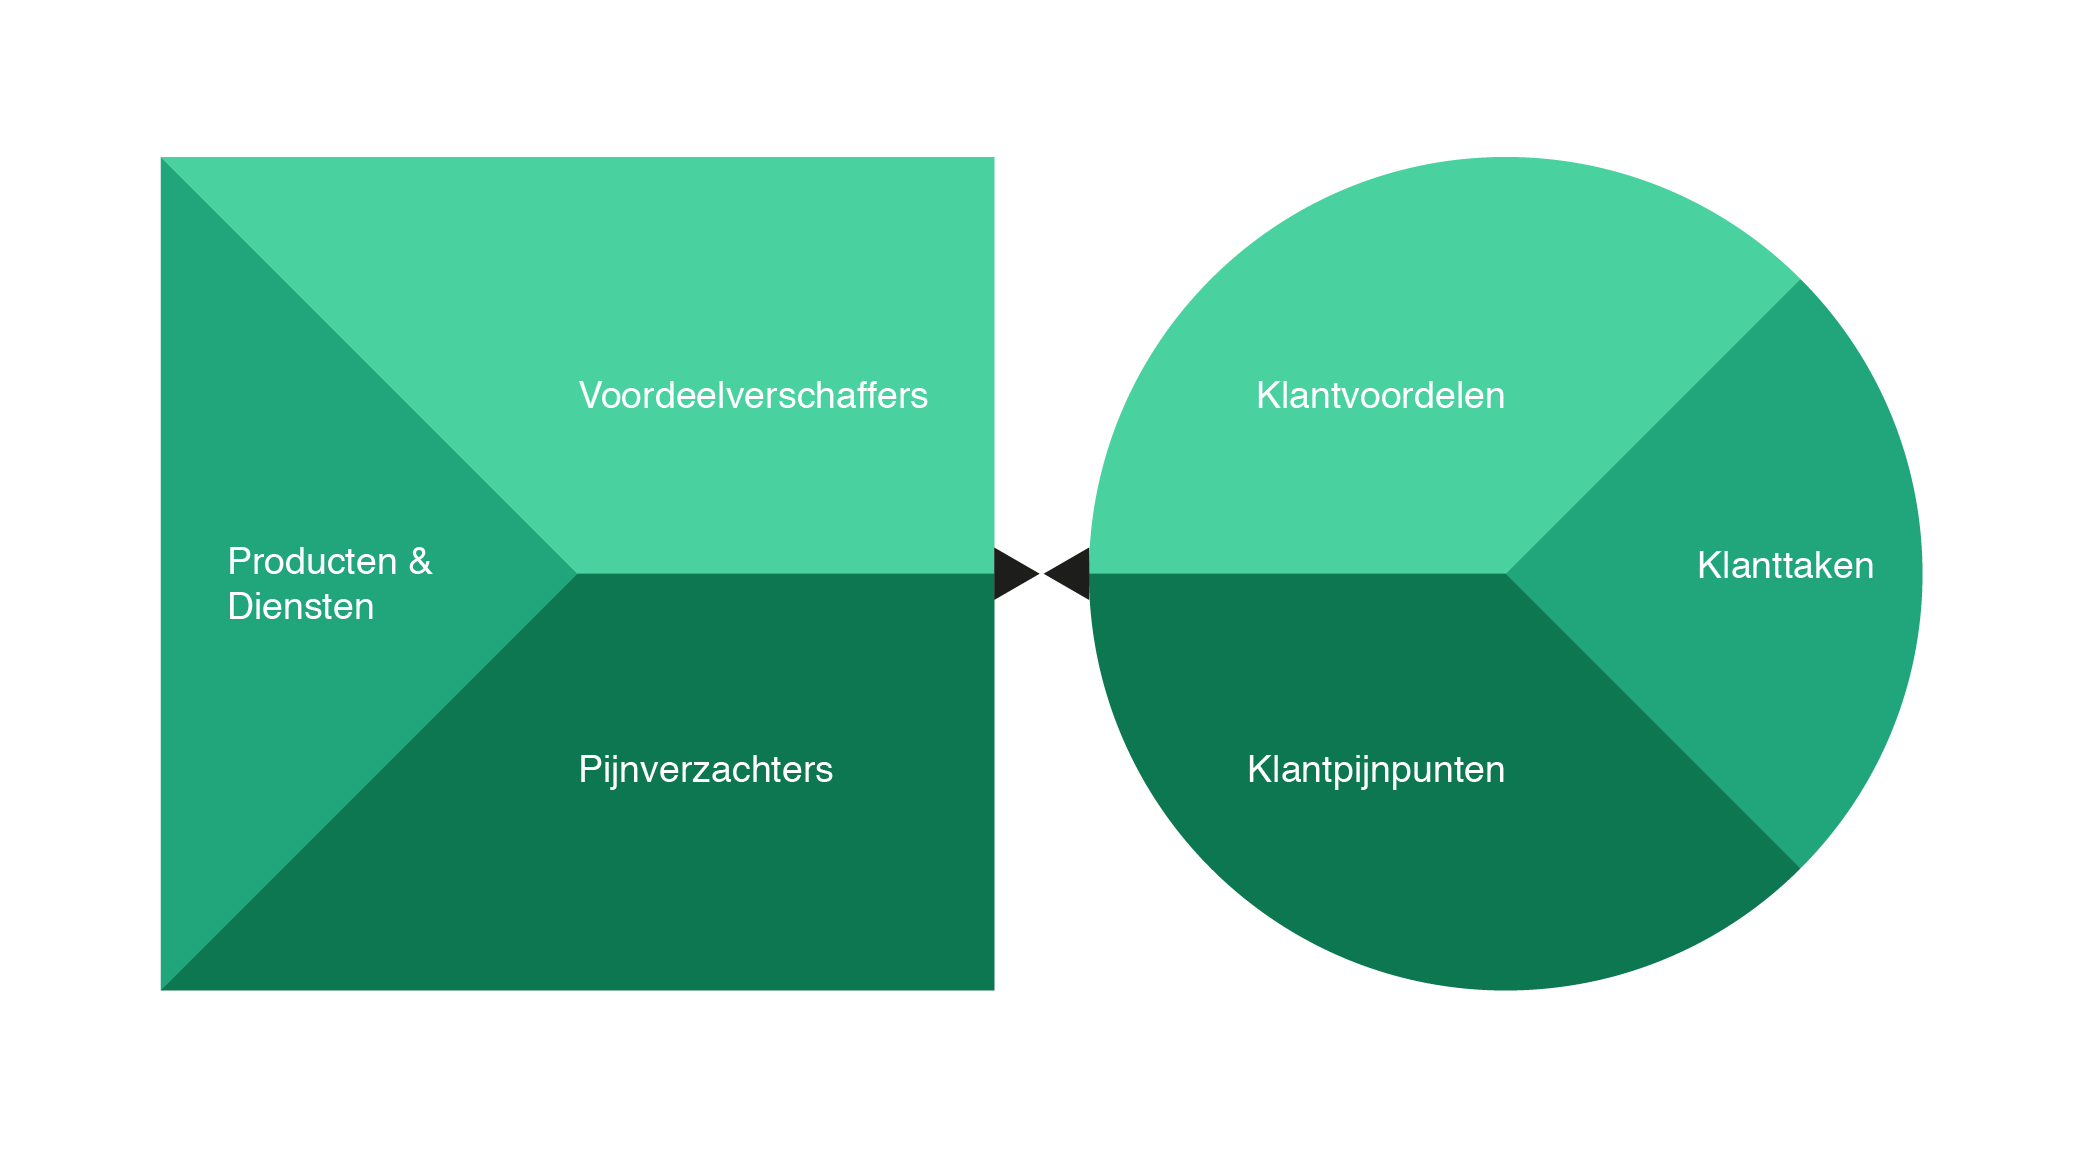 Voordeelverschaffers
Producten &
Diensten
Pijnverzachters
Klantvoordelen
Klanttaken
Klantpijnpunten